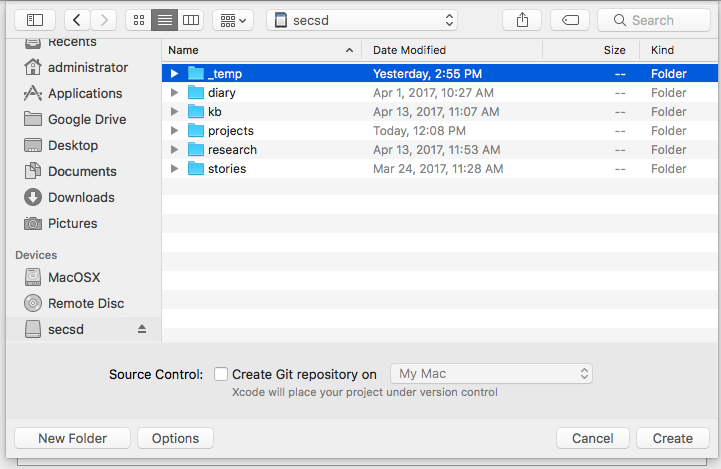 secsd
Search
Recents
administrator
Applications
Google Drive
Desktop
Documents
Downloads
Pictures
Devices
MacOSX
Remote Disc
secsd
Name Date Modified Size Kind
_temp Yesterday, 2:55 PM -- Folder
diary Apr 1, 2017, 10:27 AM -- Folder
kb Apr 13, 2017, 11:07 AM -- Folder
projects Today, 12:08 PM -- Folder
research Apr 13, 2017, 11:53 AM -- Folder
stories Mar 24, 2017, 11:28 AM -- Folder
Source Control: Create Git repository on My Mac
Xcode will place your project under version control
New Folder Options Cancel Create